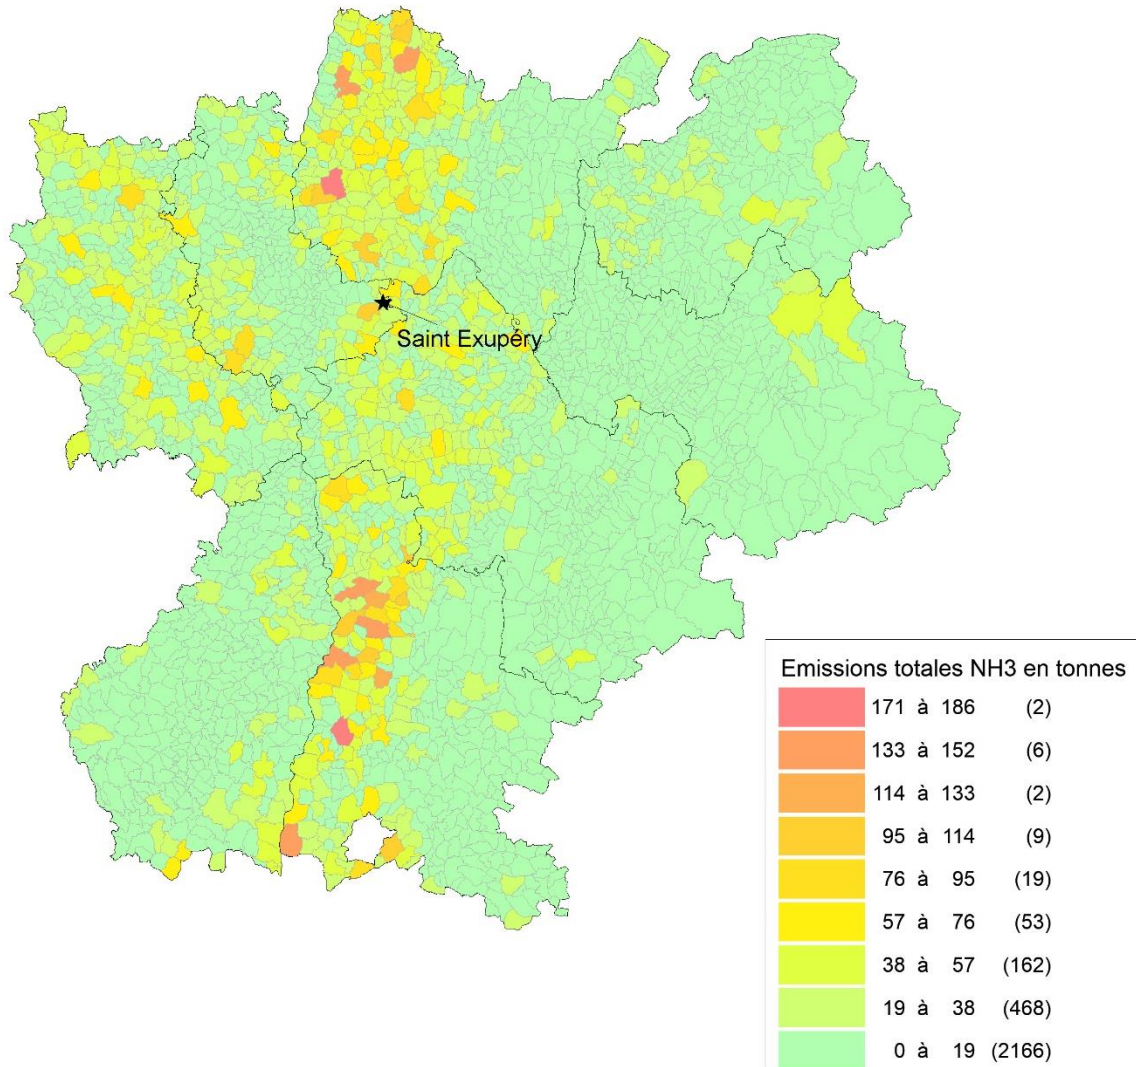 Saint Exupéry
Emissions totales NH3 en tonnes
171 à 186 (2)
133 à 152 (6)
114 à 133 (2)
95 à 114 (9)
76 à 95 (19)
57 à 76 (53)
38 à 57 (162)
19 à 38 (468)
0 à 19 (2166)